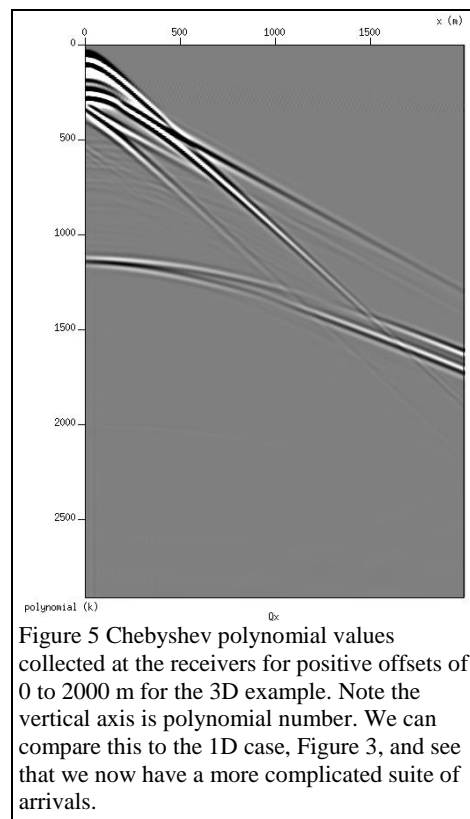 x (m)
0 500 1000 1500
0
500
1000
1500
2000
2500
polynomial (k)
Qx
Figure 5 Chebyshev polynomial values
collected at the receivers for positive offsets of
0 to 2000 m for the 3D example. Note the
vertical axis is polynomial number. We can
compare this to the 1D case, Figure 3, and see
that we now have a more complicated suite of
arrivals.